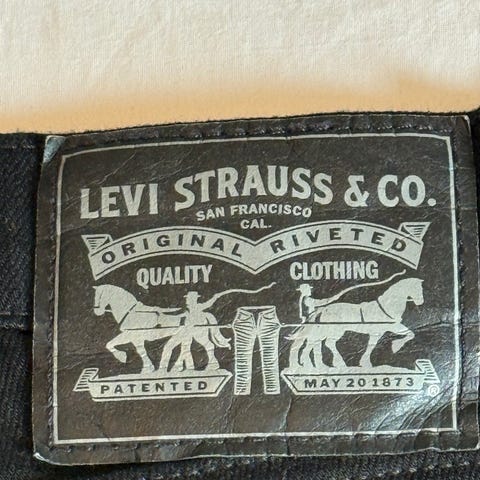 LEVI STRAUSS & CO.
SAN FRANCISCO
CAL.
ORIGINAL RIVETED
QUALITY CLOTHING
PATENTED MAY 20 1873 ®